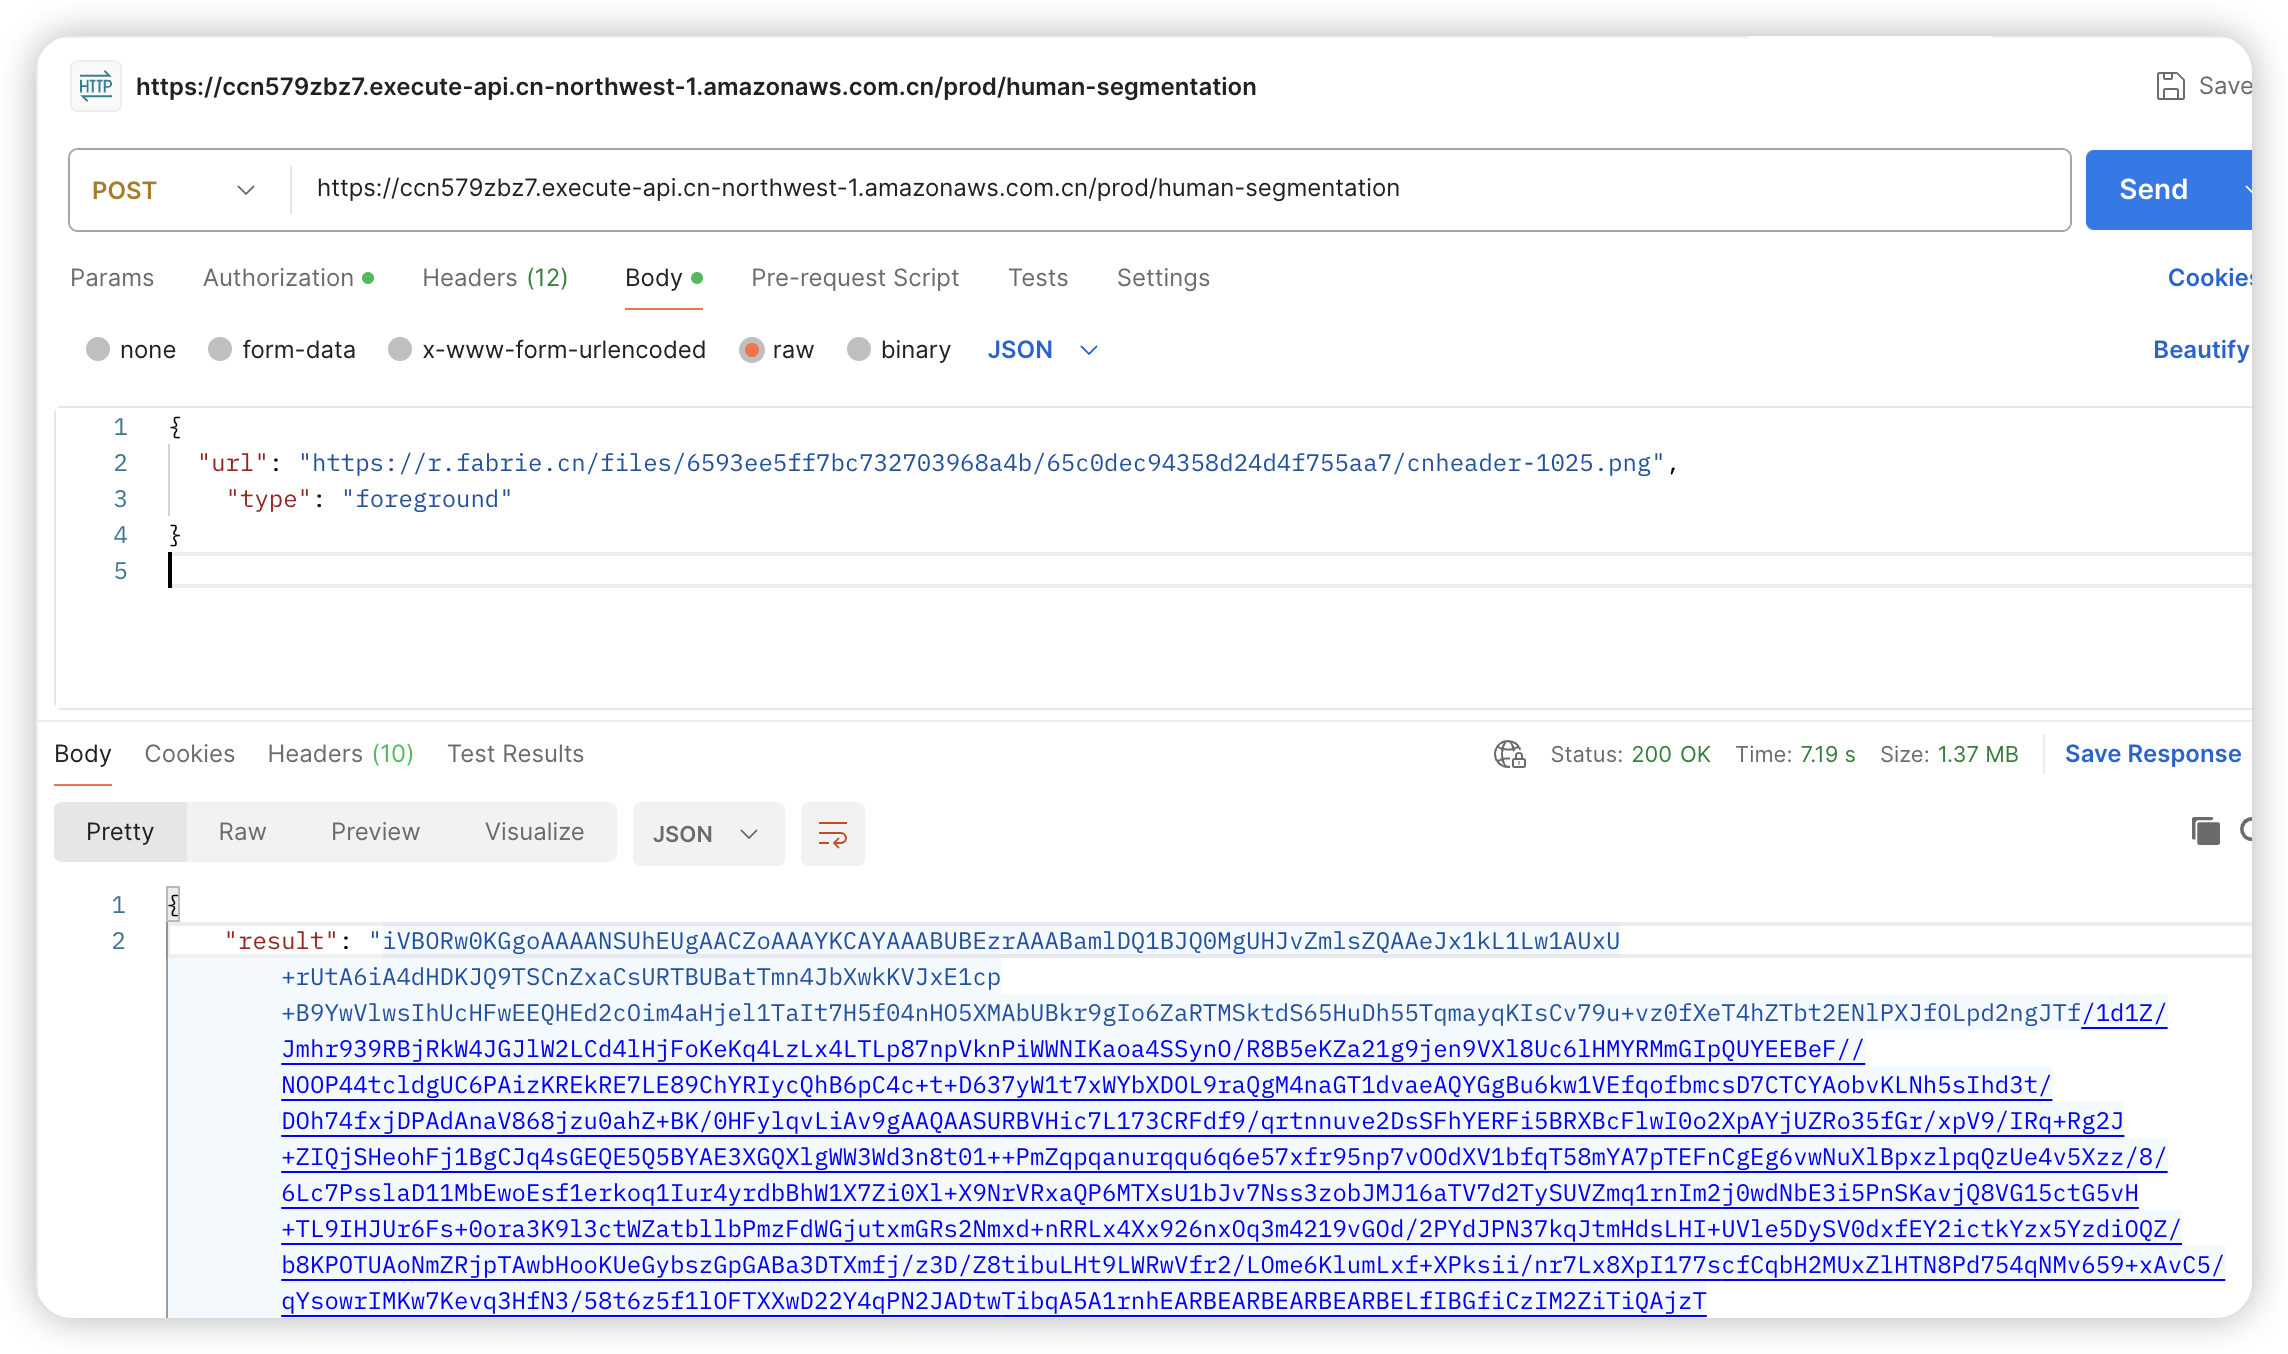 HTTP https://ccn579zbz7.execute-api.cn-northwest-1.amazonaws.com.cn/prod/human-segmentation Save
POST https://ccn579zbz7.execute-api.cn-northwest-1.amazonaws.com.cn/prod/human-segmentation Send
Params Authorization Headers (12) Body Pre-request Script Tests Settings Cookies
none form-data x-www-form-urlencoded raw binary JSON Beautify
1 {
2 "url": "https://r.fabrie.cn/files/6593ee5ff7bc732703968a4b/65c0dec94358d24d4f755aa7/cnheader-1025.png",
3 "type": "foreground"
4 }
5
Body Cookies Headers (10) Test Results Status: 200 OK Time: 7.19 s Size: 1.37 MB Save Response
Pretty Raw Preview Visualize JSON
1 {
2 "result": "iVBORw0KGgoAAAANSUhEUgAACZoAAAYKCAYAAABUBEzrAAABamlDQ1BJQ0MgUHJvZmlsZQAAeJx1kL1Lw1AUxU
+rUtA6iA4dHDKJQ9TSCnZxaCsURTBUBatTmn4JbXwkKVJxE1cp
+B9YwVlwsIhUcHFwEEQHEd2cOim4aHjel1TaIt7H5f04nHO5XMAbUBkr9gIo6ZaRTMSktdS65HuDh55TqmayqKIsCv79u+vz0fXeT4hZTbt2ENlPXJfOLpd2ngJTf/1d1Z/
Jmhr939RBjRkW4JGJlW2LCd4lHjFoKeKq4LzLx4LTLp87npVknPiWWNIKaoa4SSynO/R8B5eKZa21g9jen9VXl8Uc6lHMYRMmGIpQUYEEBeF//
NOOP44tcldgUC6PAizKREkRE7LE89ChYRIycQhB6pC4c+t+D637yW1t7xWYbXDOL9raQgM4naGT1dvaeAQYGgBu6kw1VEfqofbmcsD7CTCYAobvKLNh5sIhd3t/
DOh74fxjDPAdAnaV868jzu0ahZ+BK/0HFylqvLiAv9gAAQAASURBVHic7L173CRFdf9/qrtnnuve2DsSFhYERFi5BRXBcFlwI0o2XpAYjUZRo35fGr/xpV9/IRq+Rg2J
+ZIQjSHeohFj1BgCJq4sGEQE5Q5BYAE3XGQXlgWW3Wd3n8t01++PmZqpqanurqqu6q6e57xfr95np7vOOdXV1bfqT58mYA7pTEFnCgEg6vwNuXlBpxzlpqQzUe4v5Xzz/8/
6Lc7PsslaD11MbEwoEsf1erkoq1Iur4yrdbBhW1X7Zi0Xl+X9NrVRxaQP6MTXsU1bJv7Nss3zobJMJ16aTV7d2TySUVZmq1rnIm2j0wdNbE3i5PnSKavjQ8VG15ctG5vH
+TL9IHJUr6Fs+0ora3K9l3ctWZatbllbPmzFdWGjutxmGRs2Nmxd+nRRLx4Xx926nxOq3m4219vGOd/2PYdJPN37kqJtmHdsLHI+UVle5DySV0dxfEY2ictkYzx5YzdiOQZ/
b8KPOTUAoNmZRjpTAwbHooKUeGybszGpGABa3DTXmfj/z3D/Z8tibuLHt9LWRwVfr2/LOme6KlumLxf+XPksii/nr7Lx8XpI177scfCqbH2MUxZlHTN8Pd754qNMv659+xAvC5/
qYsowrIMKw7Kevq3HfN3/58t6z5f1lOFTXXwD22Y4qPN2JADtwTibqA5A1rnhEARBEARBEARBEARBELfIBGfiCzIM2ZiTiQAjzT